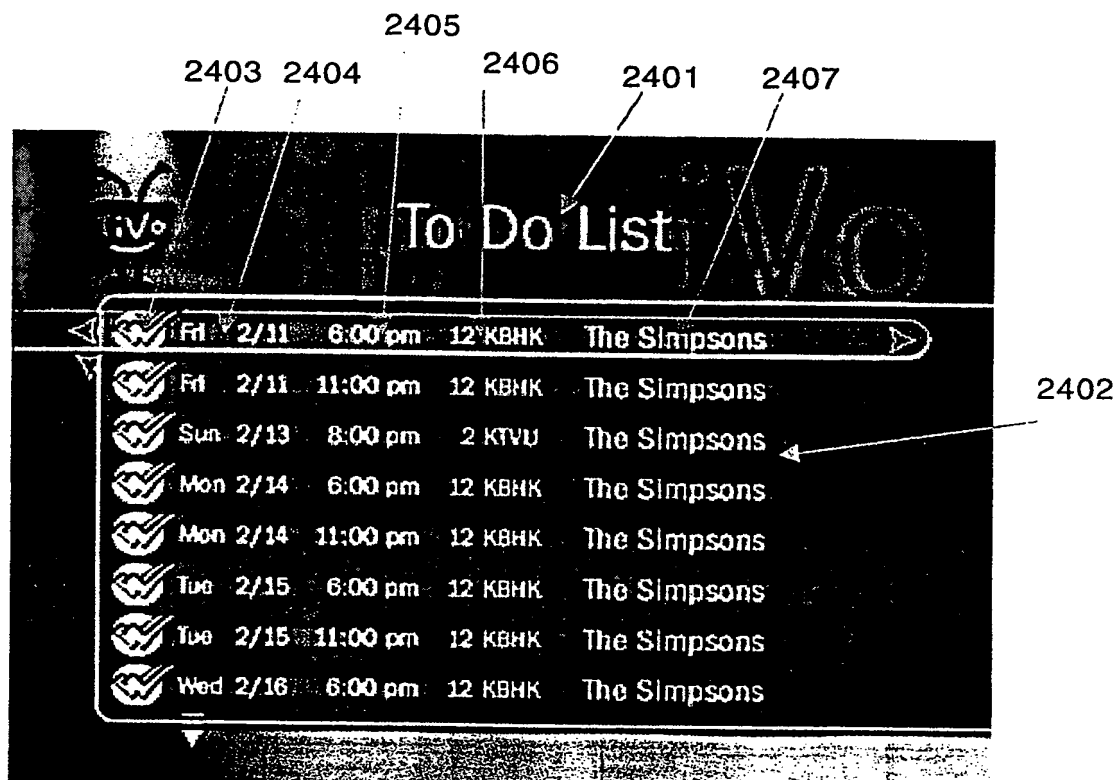 2405
2403 2404 2406 2401 2407
TiVo
To Do List
TiVo
Fri 2/11 6:00 pm 12 KBHK The Simpsons
Fri 2/11 11:00 pm 12 KBHK The Simpsons
2402
Sun 2/13 8:00 pm 2 KTVU The Simpsons
Mon 2/14 6:00 pm 12 KBHK The Simpsons
Mon 2/14 11:00 pm 12 KBHK The Simpsons
Tue 2/15 6:00 pm 12 KBHK The Simpsons
Tue 2/15 11:00 pm 12 KBHK The Simpsons
Wed 2/16 6:00 pm 12 KBHK The Simpsons